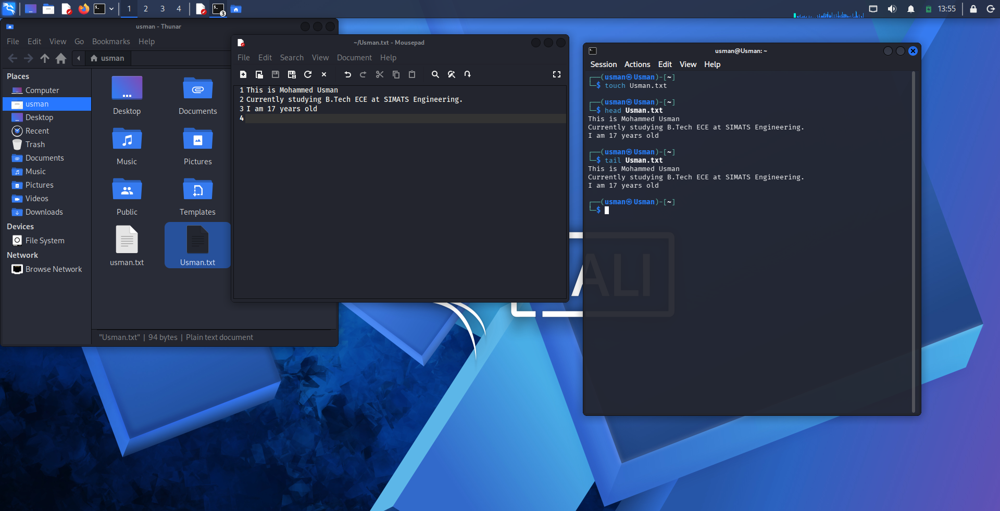 1 2 3 4
3
13:55
usman - Thunar
File Edit View Go Bookmarks Help
usman
Places
Computer
usman
Desktop
Recent
Trash
Documents
Music
Pictures
Videos
Downloads
Devices
File System
Network
Browse Network
Desktop
Documents
Music
Pictures
Public
Templates
usman.txt
Usman.txt
"Usman.txt" | 94 bytes | Plain text document
~/Usman.txt - Mousepad
File Edit Search View Document Help
1 This is Mohammed Usman
2 Currently studying B.Tech ECE at SIMATS Engineering.
3 I am 17 years old
4
usman@Usman: ~
Session Actions Edit View Help
┌──(usman㉿Usman)-[~]
└─$ touch Usman.txt
┌──(usman㉿Usman)-[~]
└─$ head Usman.txt
This is Mohammed Usman
Currently studying B.Tech ECE at SIMATS Engineering.
I am 17 years old
┌──(usman㉿Usman)-[~]
└─$ tail Usman.txt
This is Mohammed Usman
Currently studying B.Tech ECE at SIMATS Engineering.
I am 17 years old
┌──(usman㉿Usman)-[~]
└─$
ALI